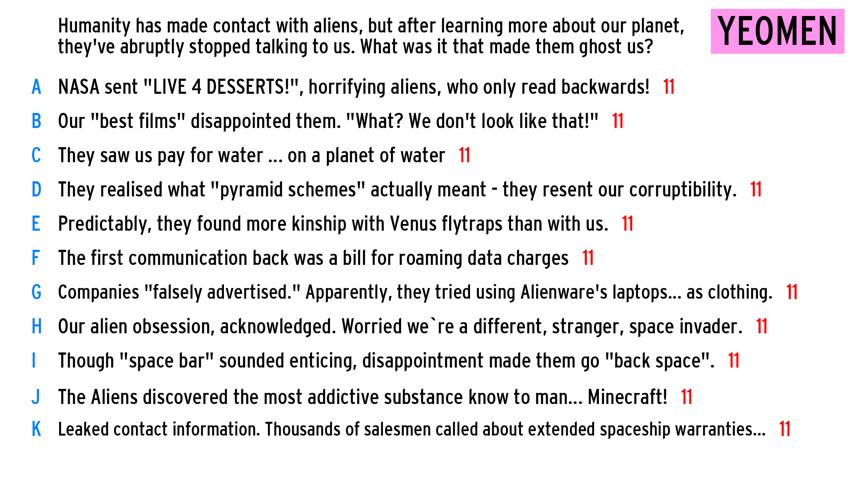 Humanity has made contact with aliens, but after learning more about our planet,
they've abruptly stopped talking to us. What was it that made them ghost us?
YEOMEN
A NASA sent "LIVE 4 DESSERTS!", horrifying aliens, who only read backwards! 11
B Our "best films" disappointed them. "What? We don't look like that!" 11
C They saw us pay for water ... on a planet of water 11
D They realised what "pyramid schemes" actually meant - they resent our corruptibility. 11
E Predictably, they found more kinship with Venus flytraps than with us. 11
F The first communication back was a bill for roaming data charges 11
G Companies "falsely advertised." Apparently, they tried using Alienware's laptops... as clothing. 11
H Our alien obsession, acknowledged. Worried we`re a different, stranger, space invader. 11
I Though "space bar" sounded enticing, disappointment made them go "back space". 11
J The Aliens discovered the most addictive substance know to man... Minecraft! 11
K Leaked contact information. Thousands of salesmen called about extended spaceship warranties... 11